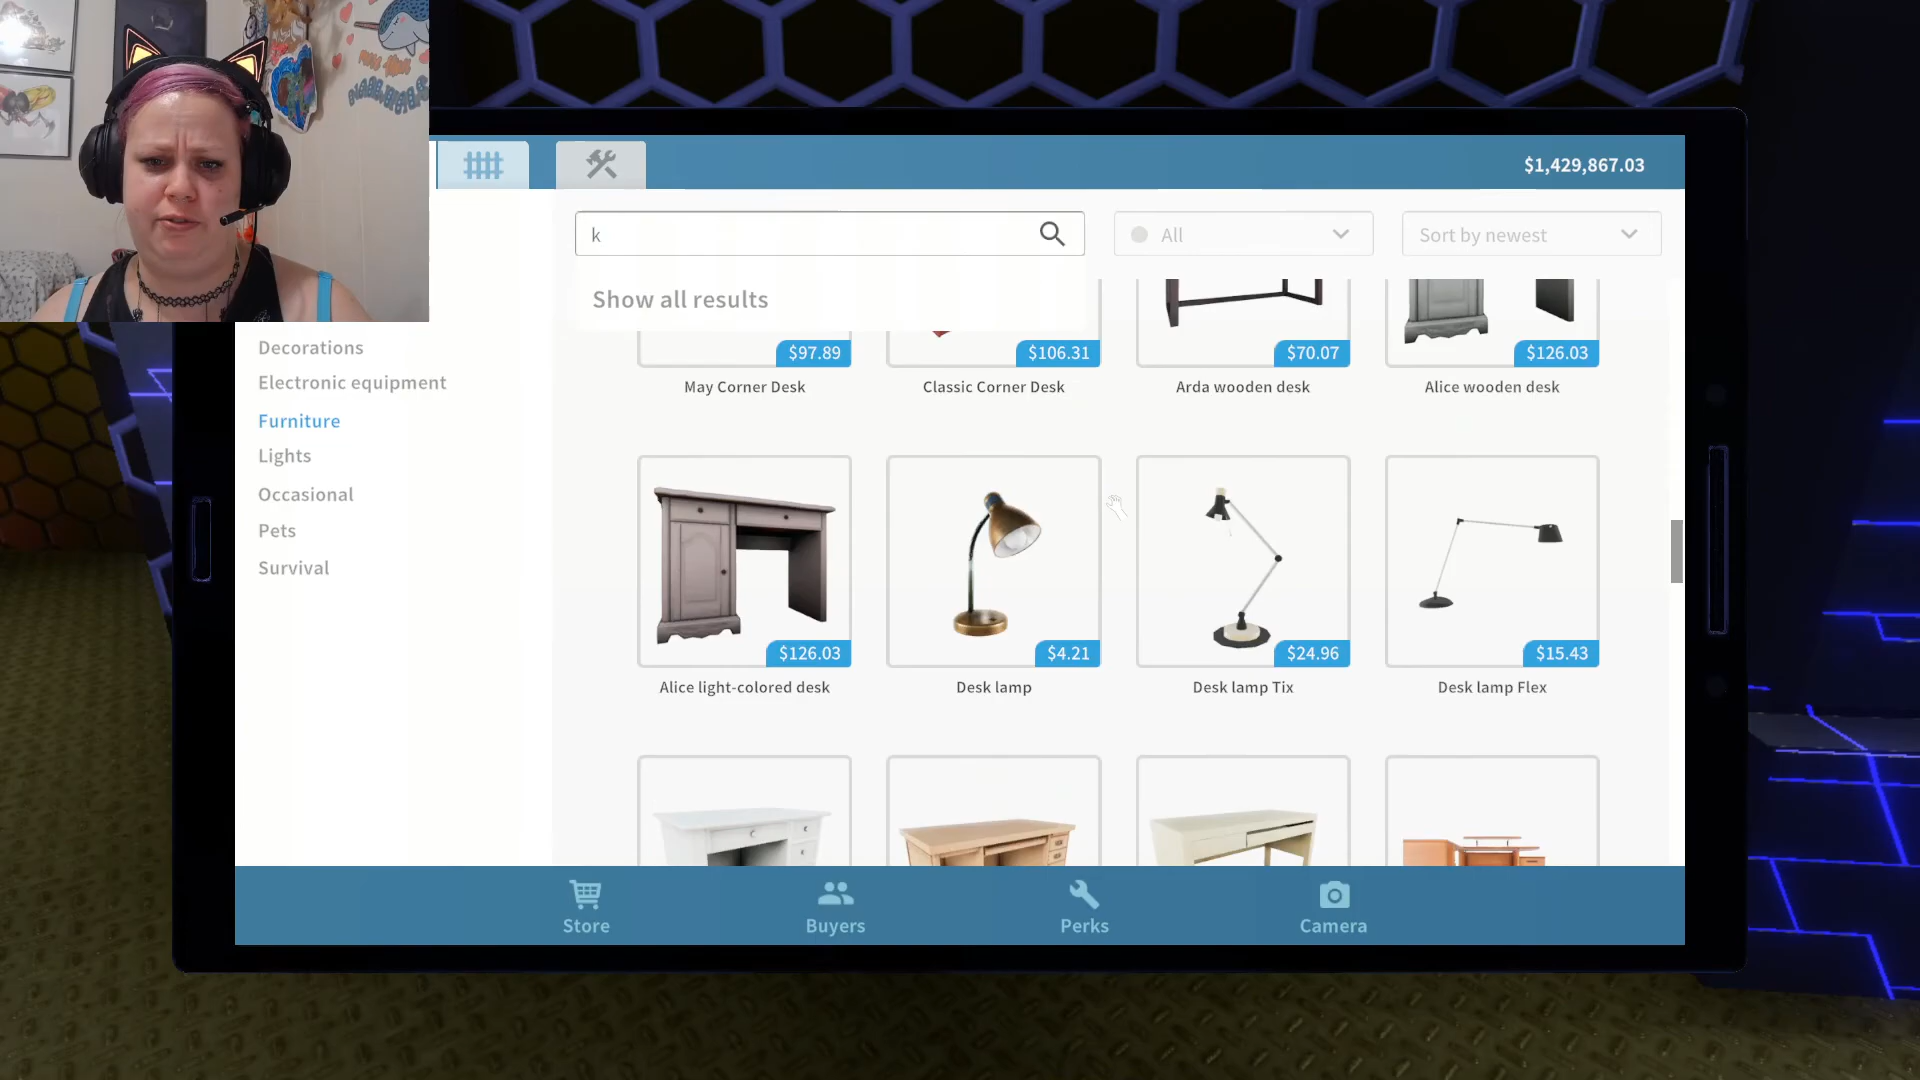 $1,429,867.03
k
All
Sort by newest
Show all results
Decorations
Electronic equipment
Furniture
Lights
Occasional
Pets
Survival
$97.89
$106.31
$70.07
$126.03
May Corner Desk
Classic Corner Desk
Arda wooden desk
Alice wooden desk
$126.03
$4.21
$24.96
$15.43
Alice light-colored desk
Desk lamp
Desk lamp Tix
Desk lamp Flex
Store
Buyers
Perks
Camera